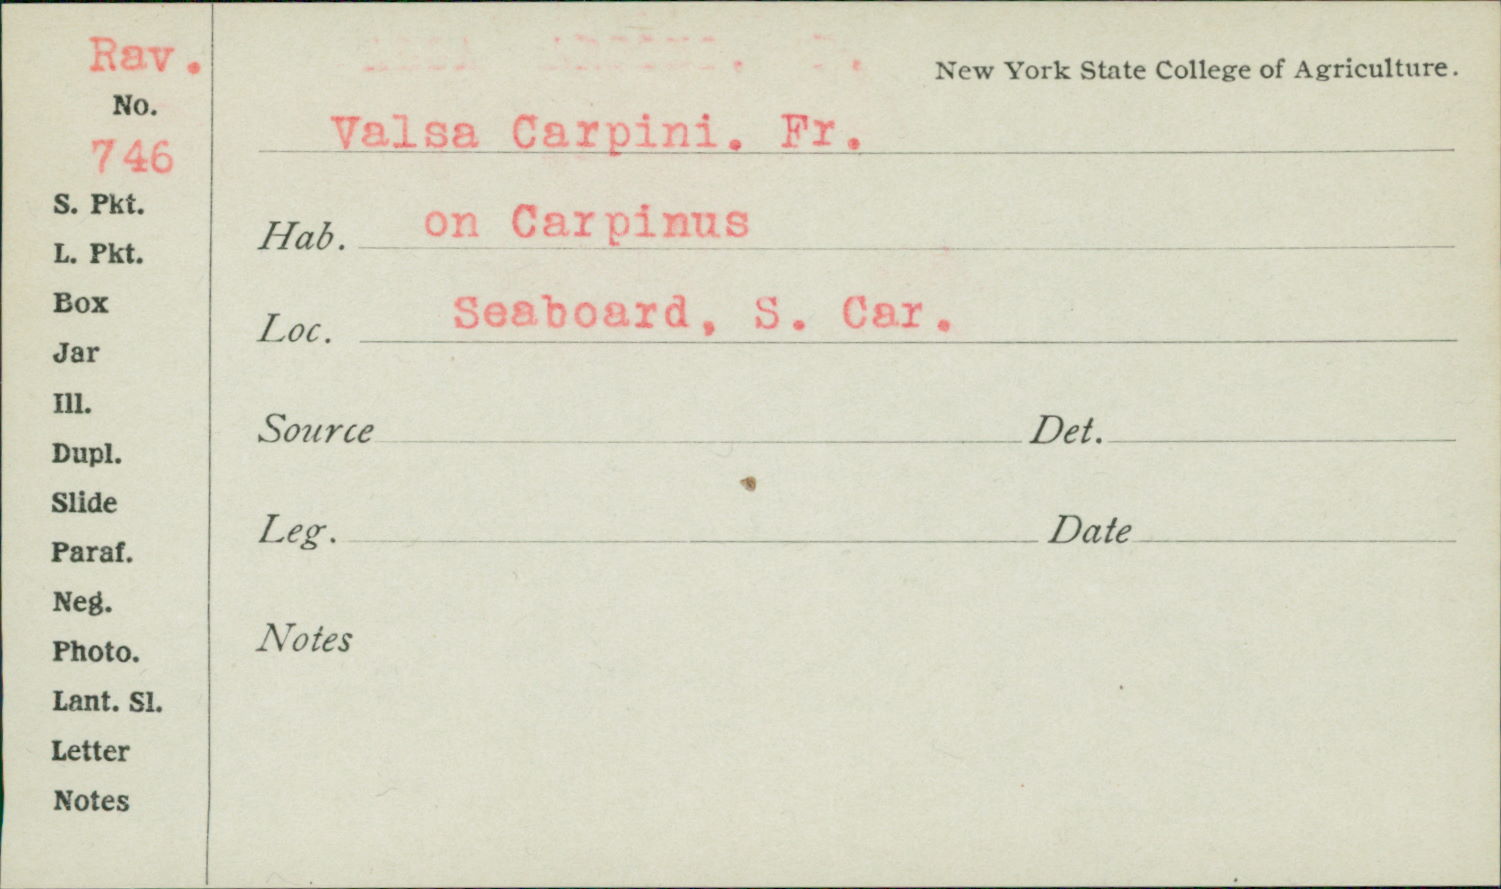 Rav.
No.
746
S. Pkt.
L. Pkt.
Box
Jar
Ill.
Dupl.
Slide
Paraf.
Neg.
Photo.
Lant. Sl.
Letter
Notes
New York State College of Agriculture.
Valsa Carpini. Fr.
Hab. on Carpinus
Loc. Seaboard, S. Car.
Source Det.
Leg. Date
Notes